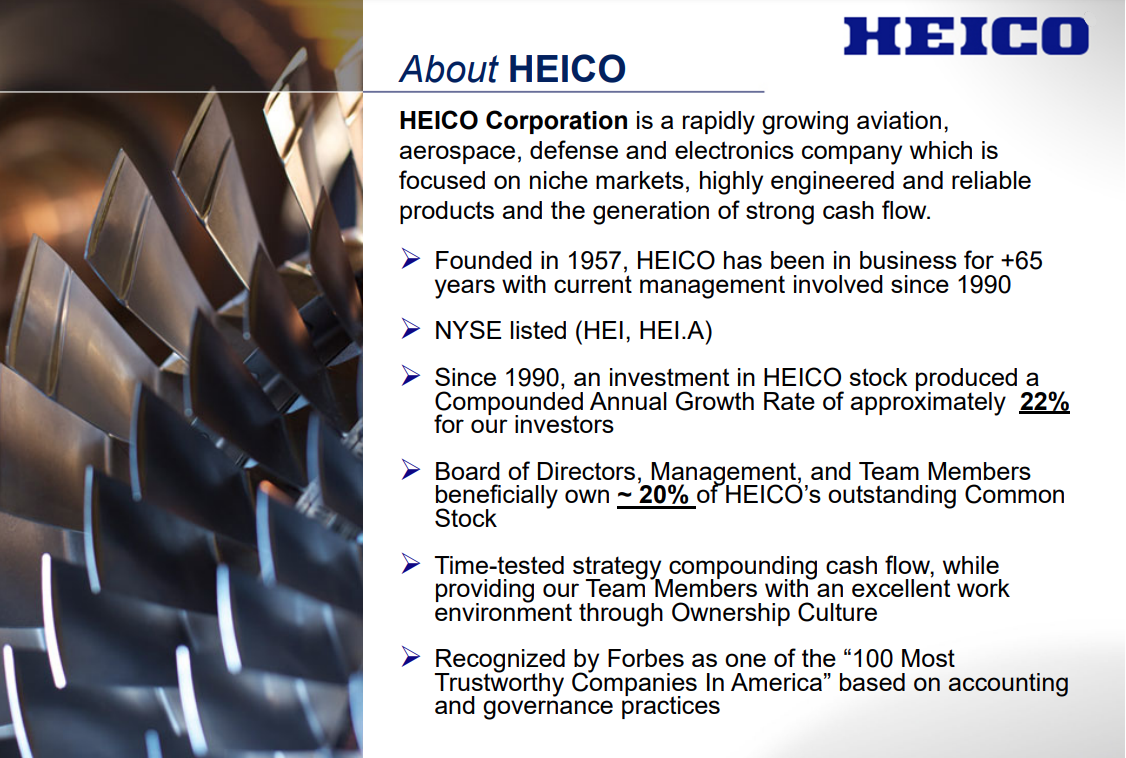 HEICO
About HEICO
HEICO Corporation is a rapidly growing aviation,
aerospace, defense and electronics company which is
focused on niche markets, highly engineered and reliable
products and the generation of strong cash flow.
Founded in 1957, HEICO has been in business for +65
years with current management involved since 1990
NYSE listed (HEI, HEI.A)
Since 1990, an investment in HEICO stock produced a
Compounded Annual Growth Rate of approximately 22%
for our investors
Board of Directors, Management, and Team Members
beneficially own ~ 20% of HEICO’s outstanding Common
Stock
Time-tested strategy compounding cash flow, while
providing our Team Members with an excellent work
environment through Ownership Culture
Recognized by Forbes as one of the “100 Most
Trustworthy Companies In America” based on accounting
and governance practices